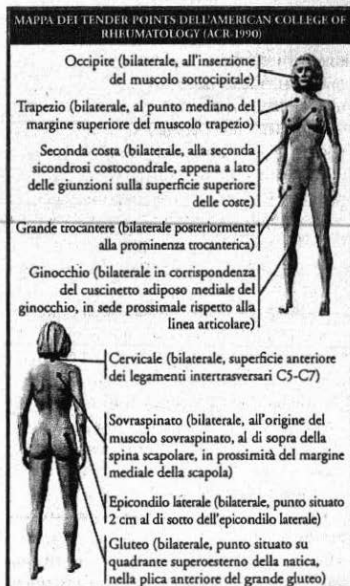 MAPPA DEI TENDER POINTS DELL'AMERICAN COLLEGE OF
RHEUMATOLOGY (ACR-1990)
Occipite (bilaterale, all'inserzione
del muscolo sottocipitale)
Trapezio (bilaterale, al punto mediano del
margine superiore del muscolo trapezio)
Seconda costa (bilaterale, alla seconda
sicondrosi costocondrale, appena a lato
delle giunzioni sulla superficie superiore
delle coste)
Grande trocantere (bilaterale posteriormente
alla prominenza trocanterica)
Ginocchio (bilaterale in corrispondenza
del cuscinetto adiposo mediale del
ginocchio, in sede prossimale rispetto alla
linea articolare)
Cervicale (bilaterale, superficie anteriore
dei legamenti intertrasversari C5-C7)
Sovraspinato (bilaterale, all'origine del
muscolo sovraspinato, al di sopra della
spina scapolare, in prossimità del margine
mediale della scapola)
Epicondilo laterale (bilaterale, punto situato
2 cm al di sotto dell'epicondilo laterale)
Gluteo (bilaterale, punto situato su
quadrante superoesterno della natica,
nella plica anteriore del grande gluteo)